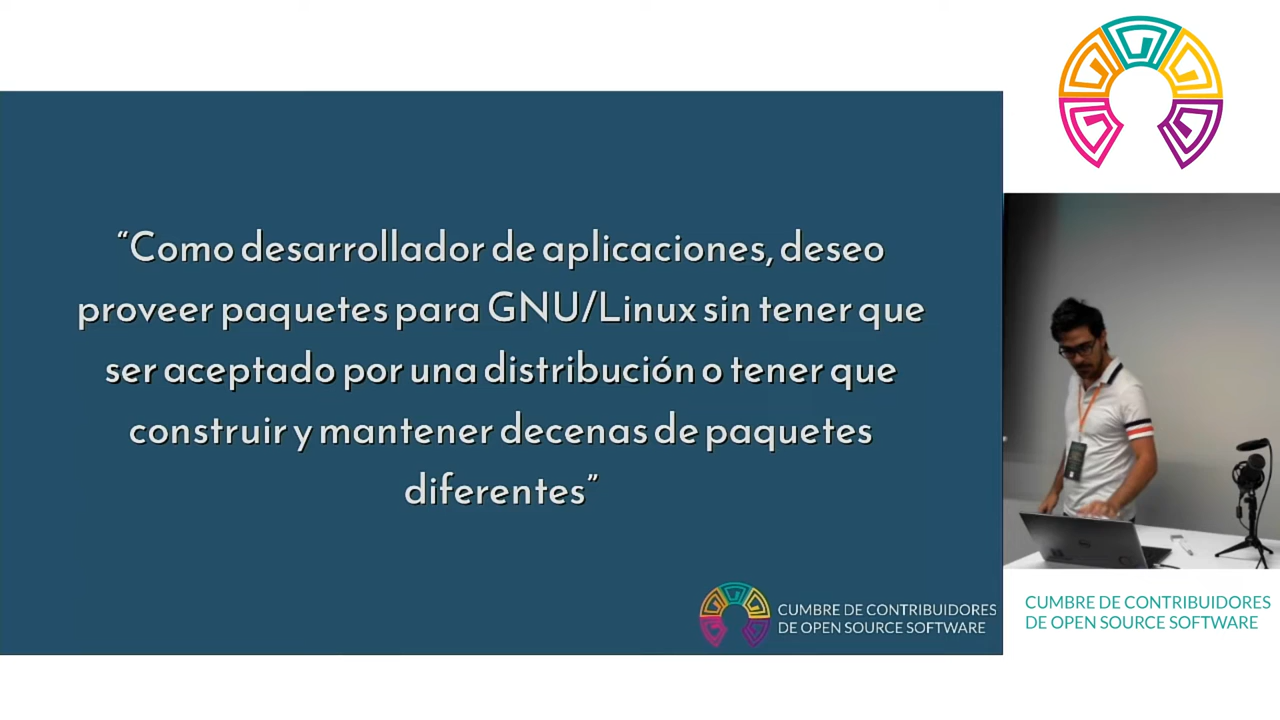 “Como desarrollador de aplicaciones, deseo
proveer paquetes para GNU/Linux sin tener que
ser aceptado por una distribución o tener que
construir y mantener decenas de paquetes
diferentes”
CUMBRE DE CONTRIBUIDORES
DE OPEN SOURCE SOFTWARE
CUMBRE DE CONTRIBUIDORES
DE OPEN SOURCE SOFTWARE